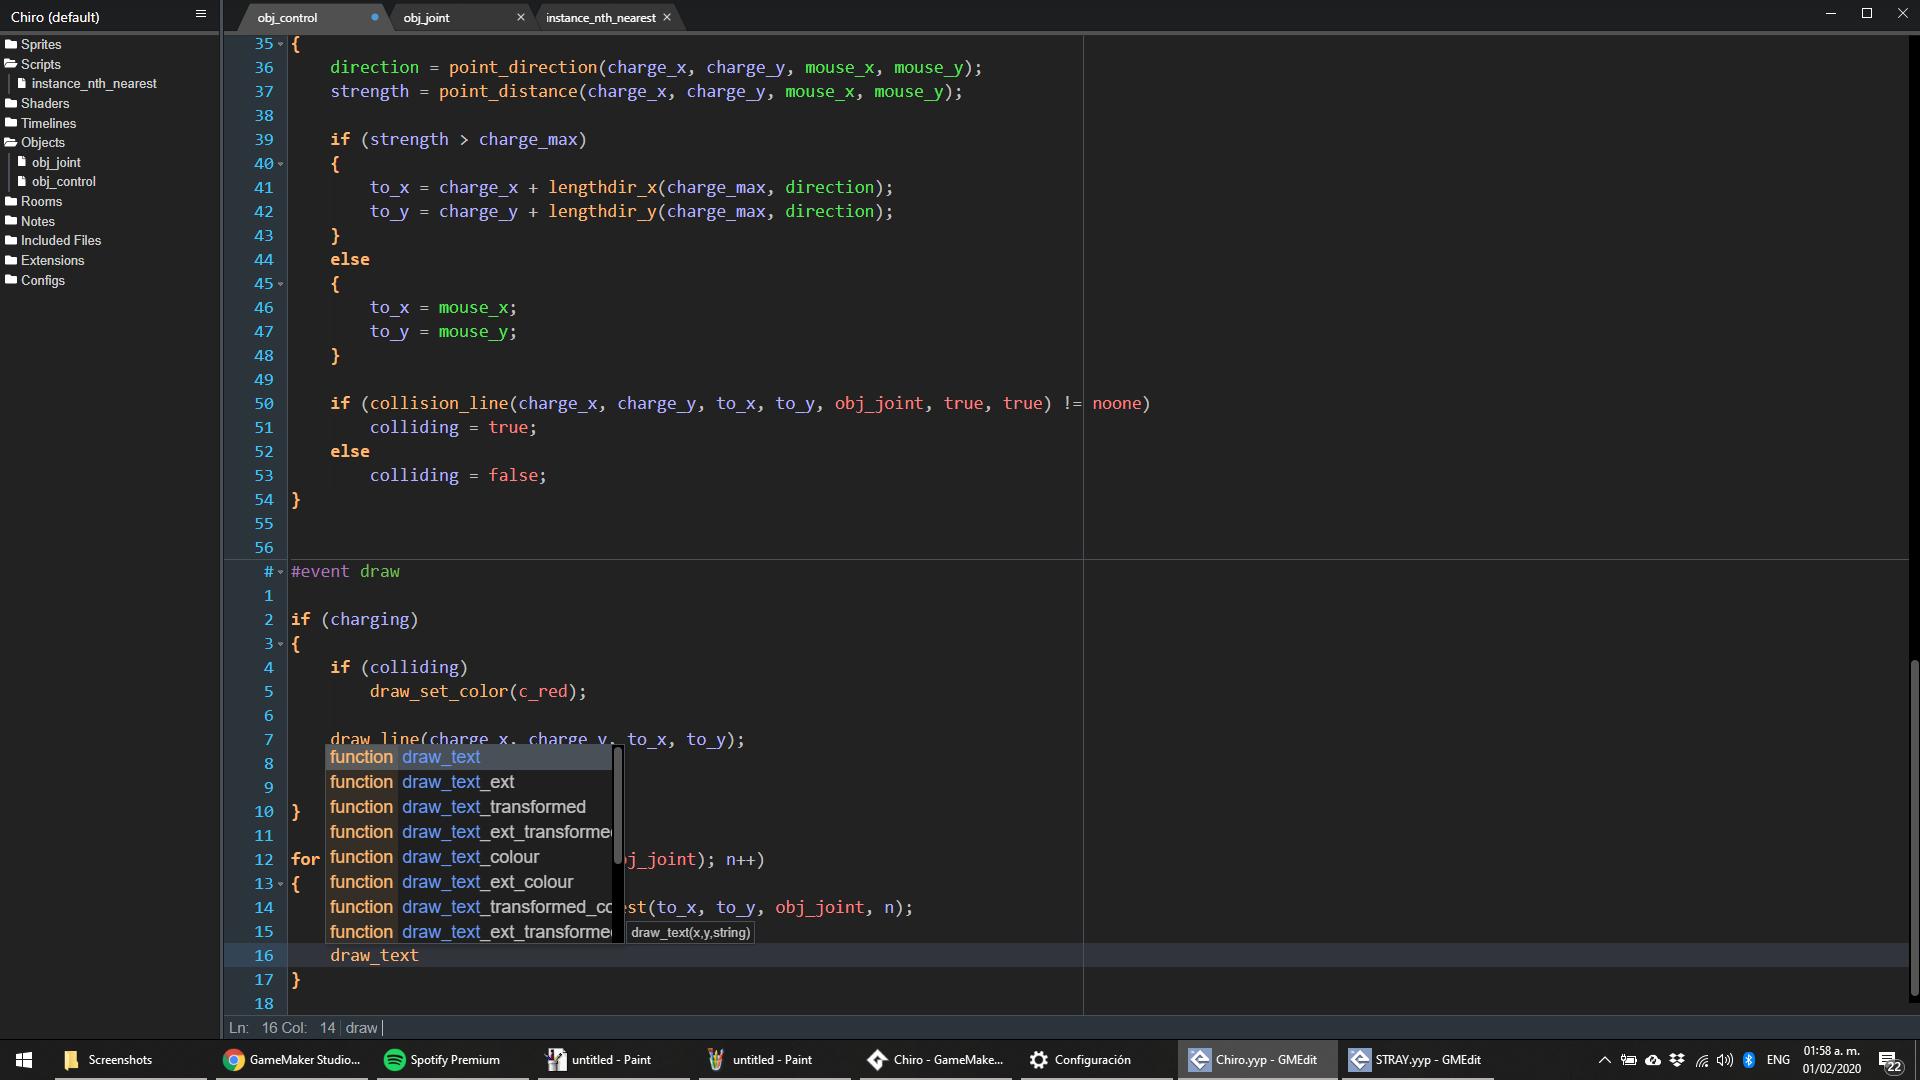 Chiro (default)
obj_control
obj_joint
instance_nth_nearest
Sprites
Scripts
instance_nth_nearest
Shaders
Timelines
Objects
obj_joint
obj_control
Rooms
Notes
Included Files
Extensions
Configs
35 {
36 direction = point_direction(charge_x, charge_y, mouse_x, mouse_y);
37 strength = point_distance(charge_x, charge_y, mouse_x, mouse_y);
38
39 if (strength > charge_max)
40 {
41 to_x = charge_x + lengthdir_x(charge_max, direction);
42 to_y = charge_y + lengthdir_y(charge_max, direction);
43 }
44 else
45 {
46 to_x = mouse_x;
47 to_y = mouse_y;
48 }
49
50 if (collision_line(charge_x, charge_y, to_x, to_y, obj_joint, true, true) != noone)
51 colliding = true;
52 else
53 colliding = false;
54 }
55
56
# #event draw
1
2 if (charging)
3 {
4 if (colliding)
5 draw_set_color(c_red);
6
7 draw_line(charge_x, charge_y, to_x, to_y);
8
9
10 }
11
12 for j_joint); n++)
13 {
14 est(to_x, to_y, obj_joint, n);
15
16 draw_text
17 }
18
function draw_text
function draw_text_ext
function draw_text_transformed
function draw_text_ext_transformed
function draw_text_colour
function draw_text_ext_colour
function draw_text_transformed_co
function draw_text_ext_transformed
draw_text(x,y,string)
Ln: 16 Col: 14 draw
Screenshots
GameMaker Studio...
Spotify Premium
untitled - Paint
untitled - Paint
Chiro - GameMake...
Configuración
Chiro.yyp - GMEdit
STRAY.yyp - GMEdit
ENG
01:58 a. m.
01/02/2020
22